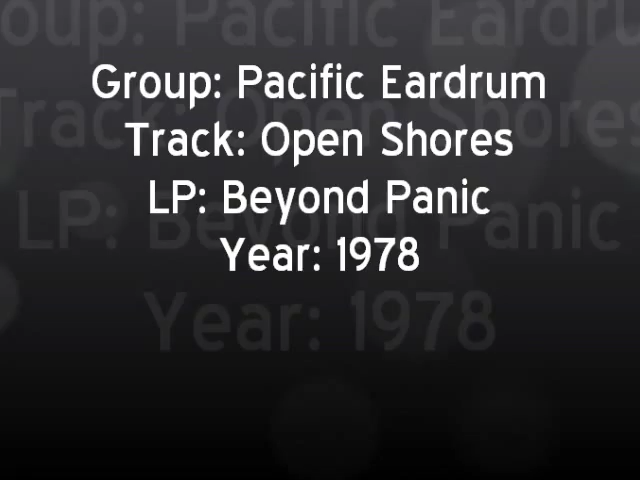 Group: Pacific Eardrum
Track: Open Shores
LP: Beyond Panic
Year: 1978